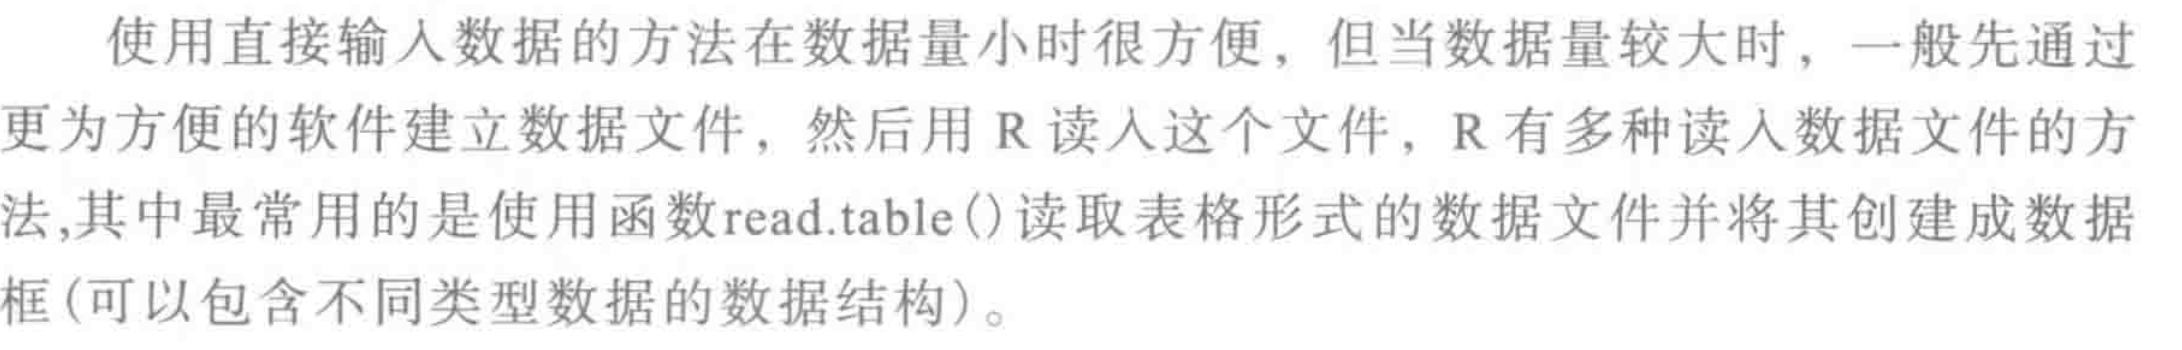 使用直接输入数据的方法在数据量小时很方便，但当数据量较大时，一般先通过
更为方便的软件建立数据文件，然后用 R 读入这个文件，R 有多种读入数据文件的方
法,其中最常用的是使用函数read.table()读取表格形式的数据文件并将其创建成数据
框(可以包含不同类型数据的数据结构)。